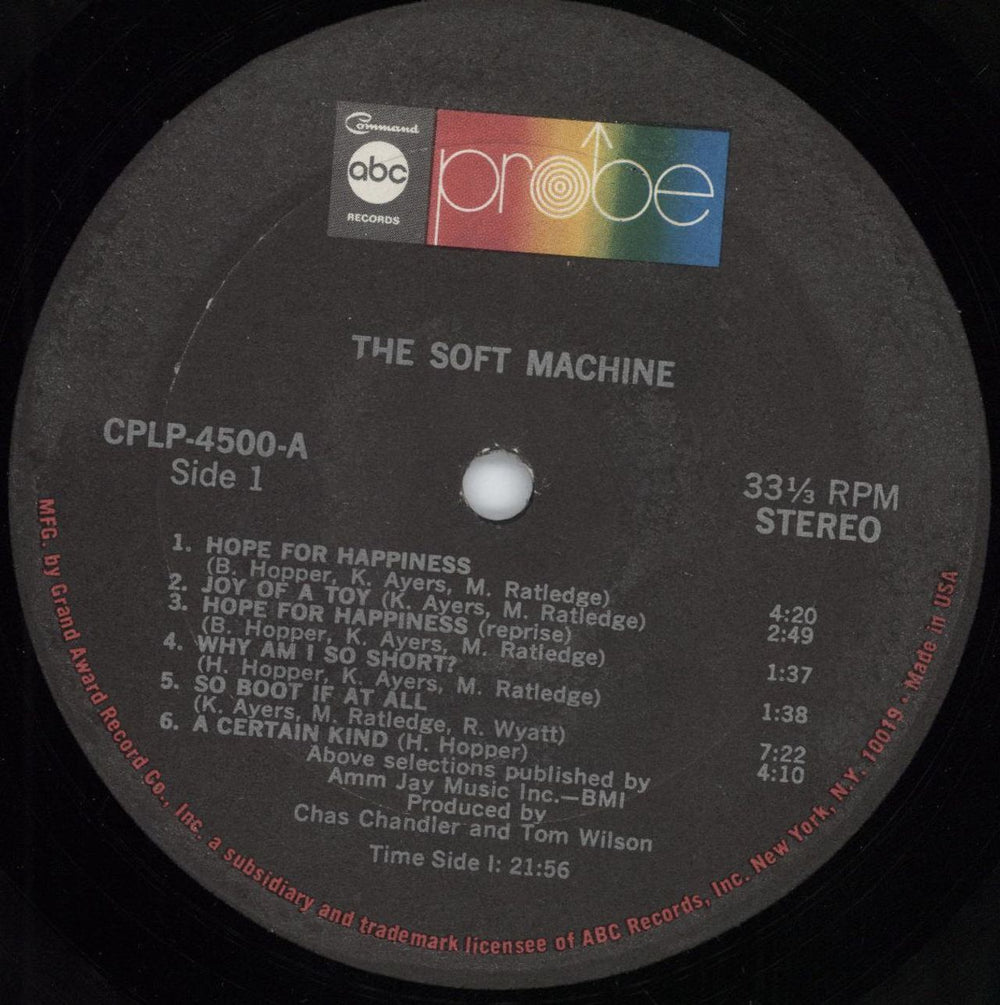 Command
abc
RECORDS
probe
THE SOFT MACHINE
CPLP-4500-A
Side 1
33⅓ RPM
STEREO
1. HOPE FOR HAPPINESS
(B. Hopper, K. Ayers, M. Ratledge) 4:20
2. JOY OF A TOY (K. Ayers, M. Ratledge) 2:49
3. HOPE FOR HAPPINESS (reprise)
(B. Hopper, K. Ayers, M. Ratledge) 1:37
4. WHY AM I SO SHORT?
(H. Hopper, K. Ayers, M. Ratledge) 1:38
5. SO BOOT IF AT ALL
(K. Ayers, M. Ratledge, R. Wyatt) 7:22
6. A CERTAIN KIND (H. Hopper) 4:10
Above selections published by
Amm Jay Music Inc.—BMI
Produced by
Chas Chandler and Tom Wilson
Time Side I: 21:56
MFG. by Grand Award Record Co., Inc. a subsidiary and trademark licensee of ABC Records, Inc. New York, N.Y. 10019 • Made in USA